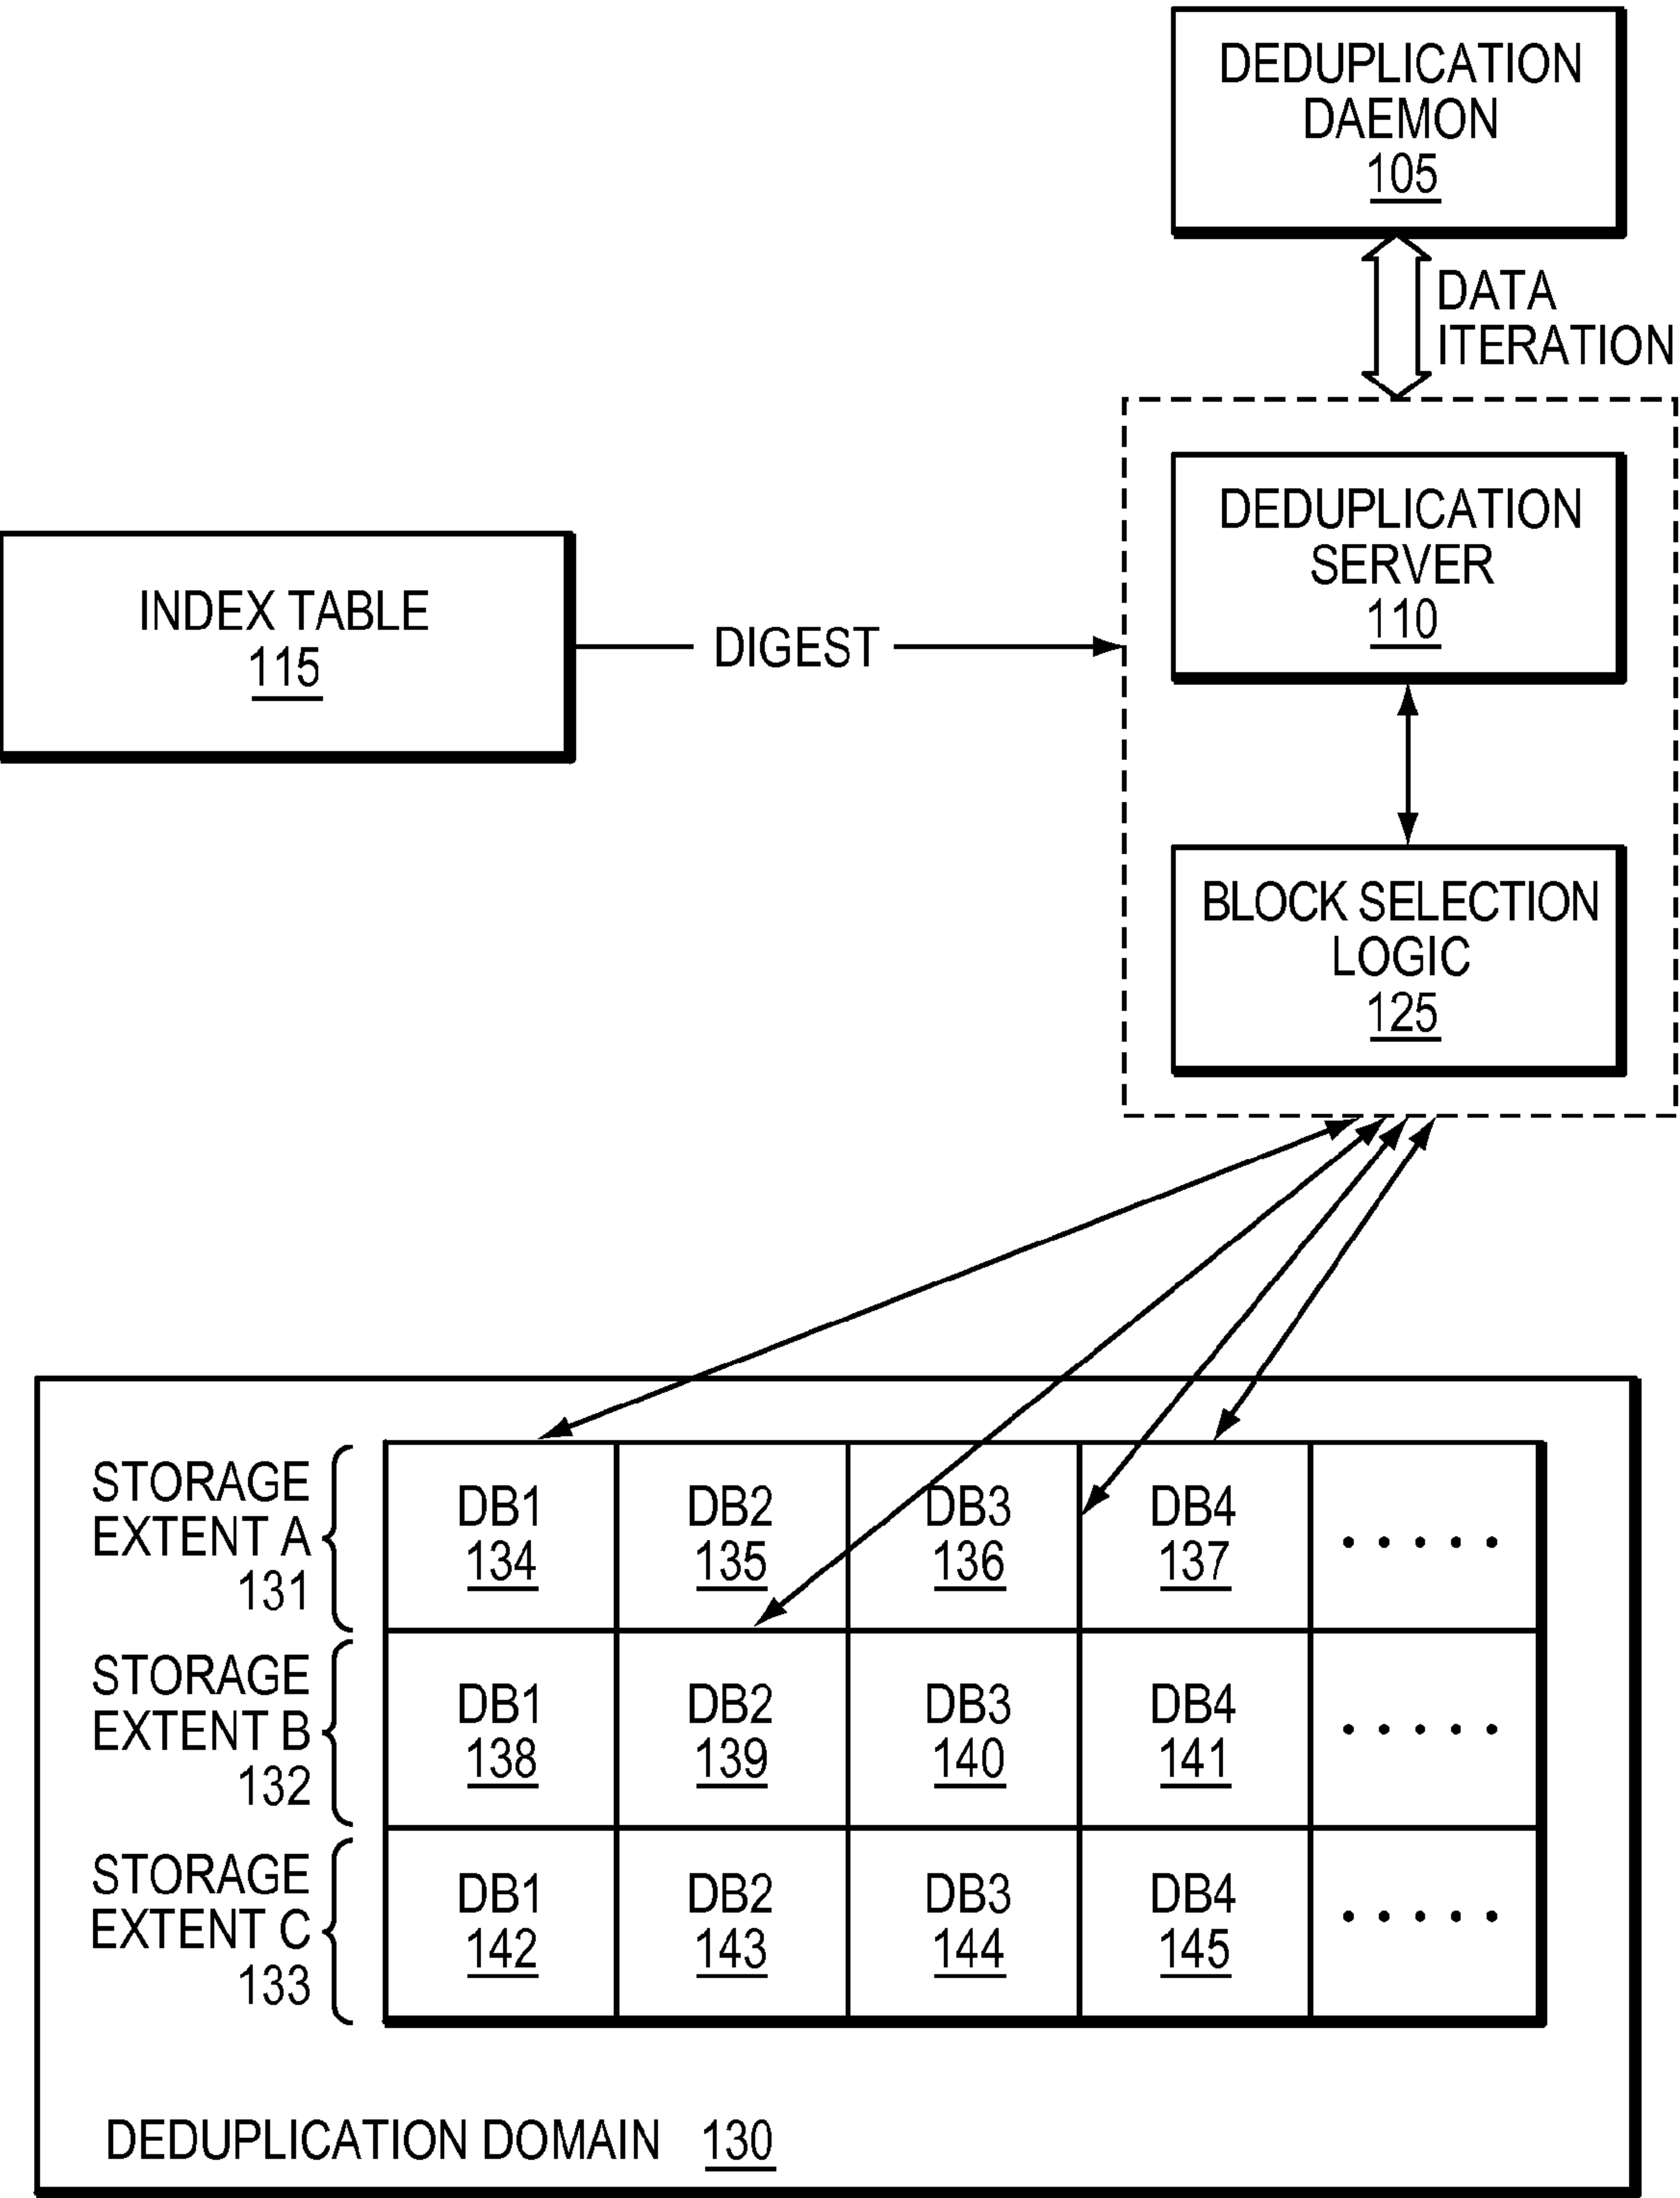 DEDUPLICATION
DAEMON
105
DATA
ITERATION
DEDUPLICATION
SERVER
110
INDEX TABLE
115
DIGEST
BLOCK SELECTION
LOGIC
125
STORAGE
EXTENT A
131
DB1
134
DB2
135
DB3
136
DB4
137
.....
STORAGE
EXTENT B
132
DB1
138
DB2
139
DB3
140
DB4
141
.....
STORAGE
EXTENT C
133
DB1
142
DB2
143
DB3
144
DB4
145
.....
DEDUPLICATION DOMAIN 130